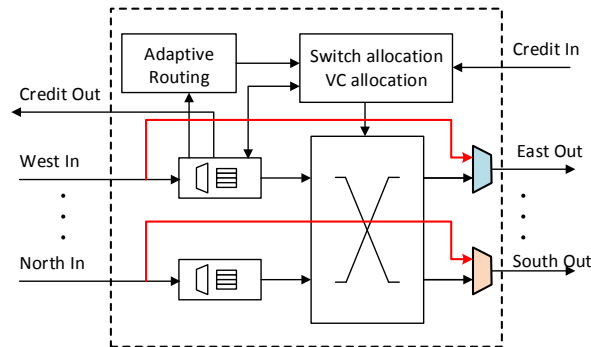 Adaptive
Routing
Switch allocation
VC allocation
Credit In
Credit Out
West In
East Out
North In
South Out